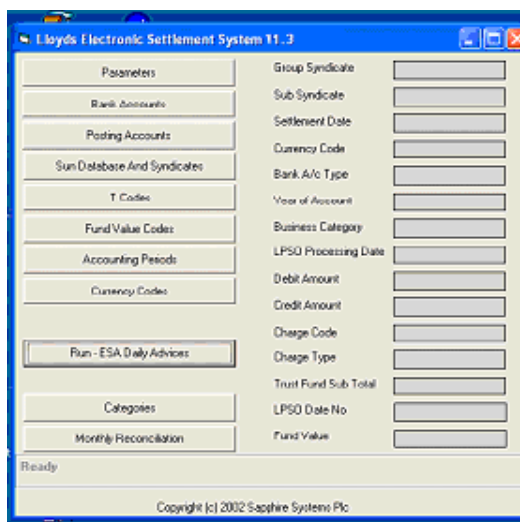 Lloyds Electronic Settlement System 11.3
Parameters
Bank Accounts
Posting Accounts
Sun Database And Syndicates
T Codes
Fund Value Codes
Accounting Periods
Currency Codes
Run - ESA Daily Advices
Categories
Monthly Reconciliation
Group Syndicate
Sub Syndicate
Settlement Date
Currency Code
Bank A/c Type
Year of Account
Business Category
LPSO Processing Date
Debit Amount
Credit Amount
Charge Code
Charge Type
Trust Fund Sub Total
LPSO Date No
Fund Value
Ready
Copyright (c) 2002 Sapphire Systems Plc